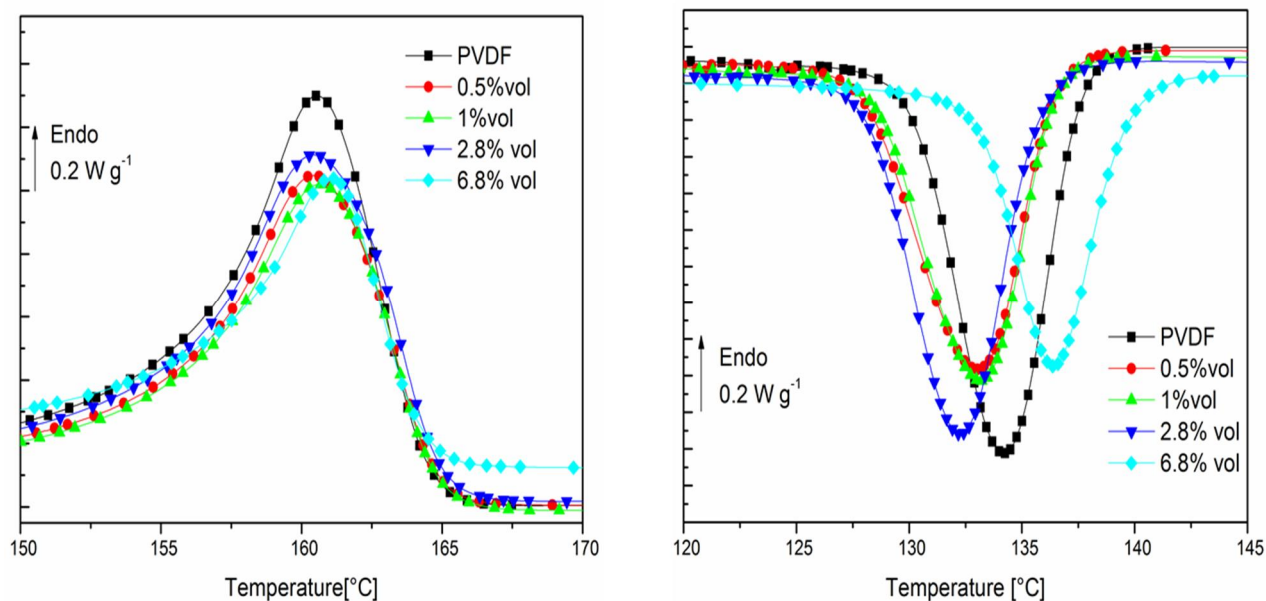 PVDF
0.5%vol
1%vol
2.8% vol
6.8% vol
Endo
0.2 W g-1
150 155 160 165 170
Temperature[°C]
PVDF
0.5%vol
1%vol
2.8% vol
6.8% vol
Endo
0.2 W g-1
120 125 130 135 140 145
Temperature [°C]